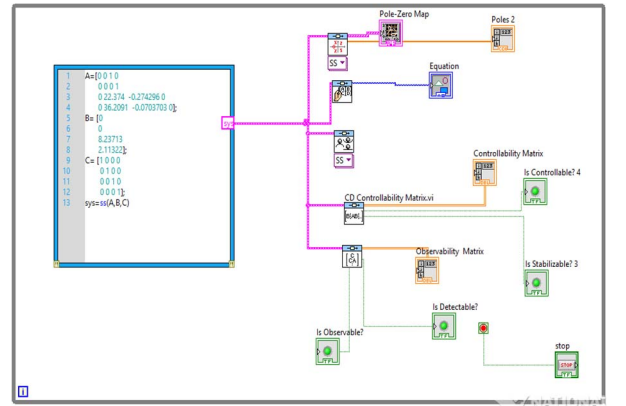 Pole-Zero Map
Poles 2
SS
Equation
1 A=[0 0 1 0
2 0 0 0 1
3 0 22.374 -0.274296 0
4 0 36.2091 -0.0703703 0];
5 B= [0
6 0
7 8.23713
8 2.11322];
9 C= [1 0 0 0
10 0 1 0 0
11 0 0 1 0
12 0 0 0 1];
13 sys=ss(A,B,C)
sys
SS
Controllability Matrix
Is Controllable? 4
CD Controllability Matrix.vi
Observability Matrix
Is Stabilizable? 3
Is Detectable?
Is Observable?
stop
STOP
TF
i
NATIONAL